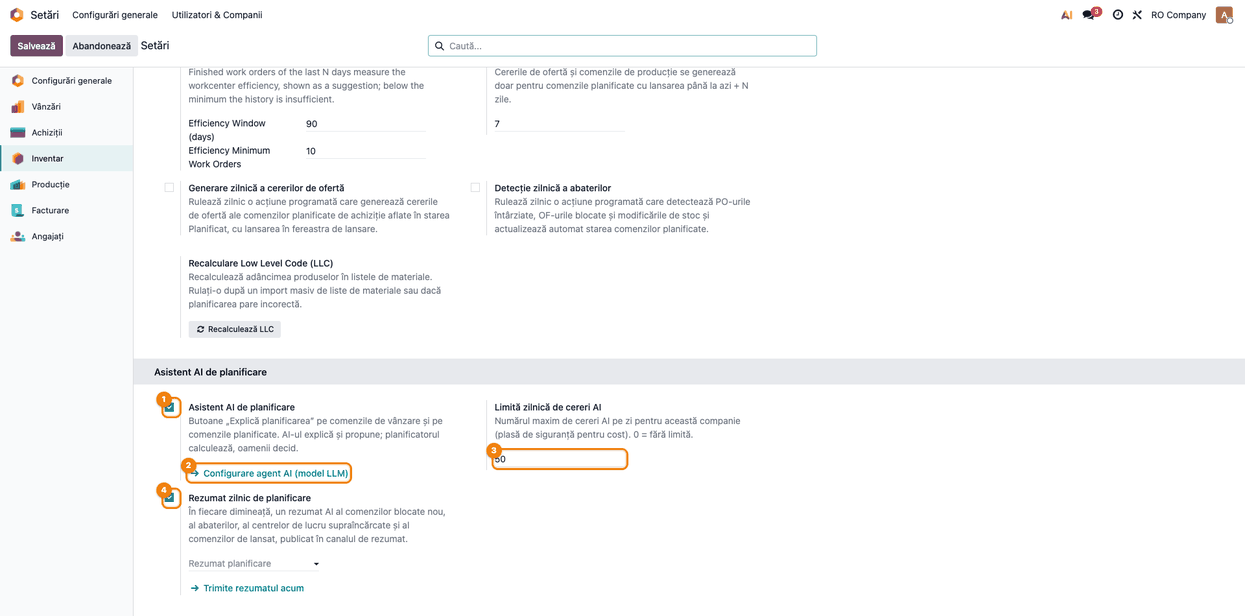 Setări Configurări generale Utilizatori & Companii AI 3 RO Company A
Salvează Abandonează Setări Caută...
Configurări generale
Vânzări
Achiziții
Inventar
Producție
Facturare
Angajați
Finished work orders of the last N days measure the
workcenter efficiency, shown as a suggestion; below the
minimum the history is insufficient.
Efficiency Window 90
(days)
Efficiency Minimum 10
Work Orders
Cererile de ofertă și comenzile de producție se generează
doar pentru comenzile planificate cu lansarea până la azi + N
zile.
7
Generare zilnică a cererilor de ofertă
Rulează zilnic o acțiune programată care generează cererile
de ofertă ale comenzilor planificate de achiziție aflate în starea
Planificat, cu lansarea în fereastra de lansare.
Detecție zilnică a abaterilor
Rulează zilnic o acțiune programată care detectează PO-urile
întârziate, OF-urile blocate și modificările de stoc și
actualizează automat starea comenzilor planificate.
Recalculare Low Level Code (LLC)
Recalculează adâncimea produselor în listele de materiale.
Rulați-o după un import masiv de liste de materiale sau dacă
planificarea pare incorectă.
Recalculează LLC
Asistent AI de planificare
1
Asistent AI de planificare
Butoane „Explică planificarea” pe comenzile de vânzare și pe
comenzile planificate. AI-ul explică și propune; planificatorul
calculează, oamenii decid.
2
→ Configurare agent AI (model LLM)
Limită zilnică de cereri AI
Numărul maxim de cereri AI pe zi pentru această companie
(plasă de siguranță pentru cost). 0 = fără limită.
3
50
4
Rezumat zilnic de planificare
În fiecare dimineață, un rezumat AI al comenzilor blocate nou,
al abaterilor, al centrelor de lucru supraîncărcate și al
comenzilor de lansat, publicat în canalul de rezumat.
Rezumat planificare
→ Trimite rezumatul acum